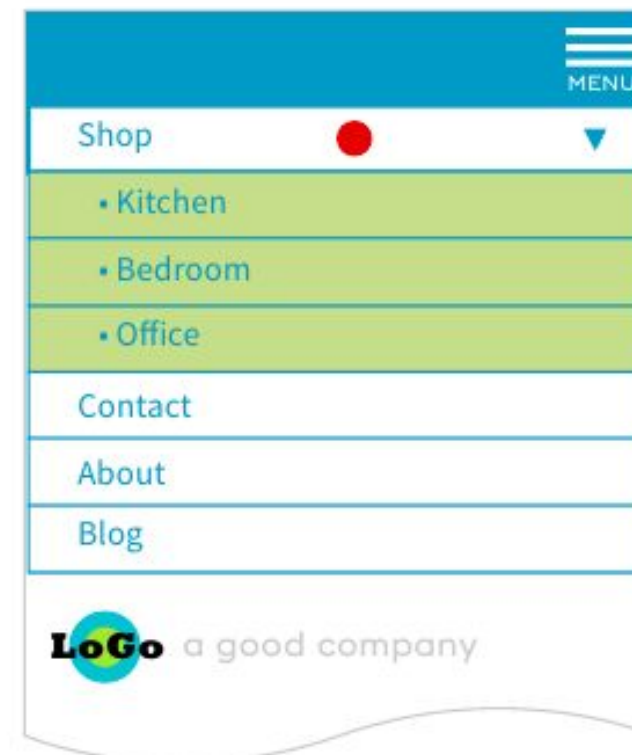 MENU
Shop ▼
• Kitchen
• Bedroom
• Office
Contact
About
Blog
LoGo a good company